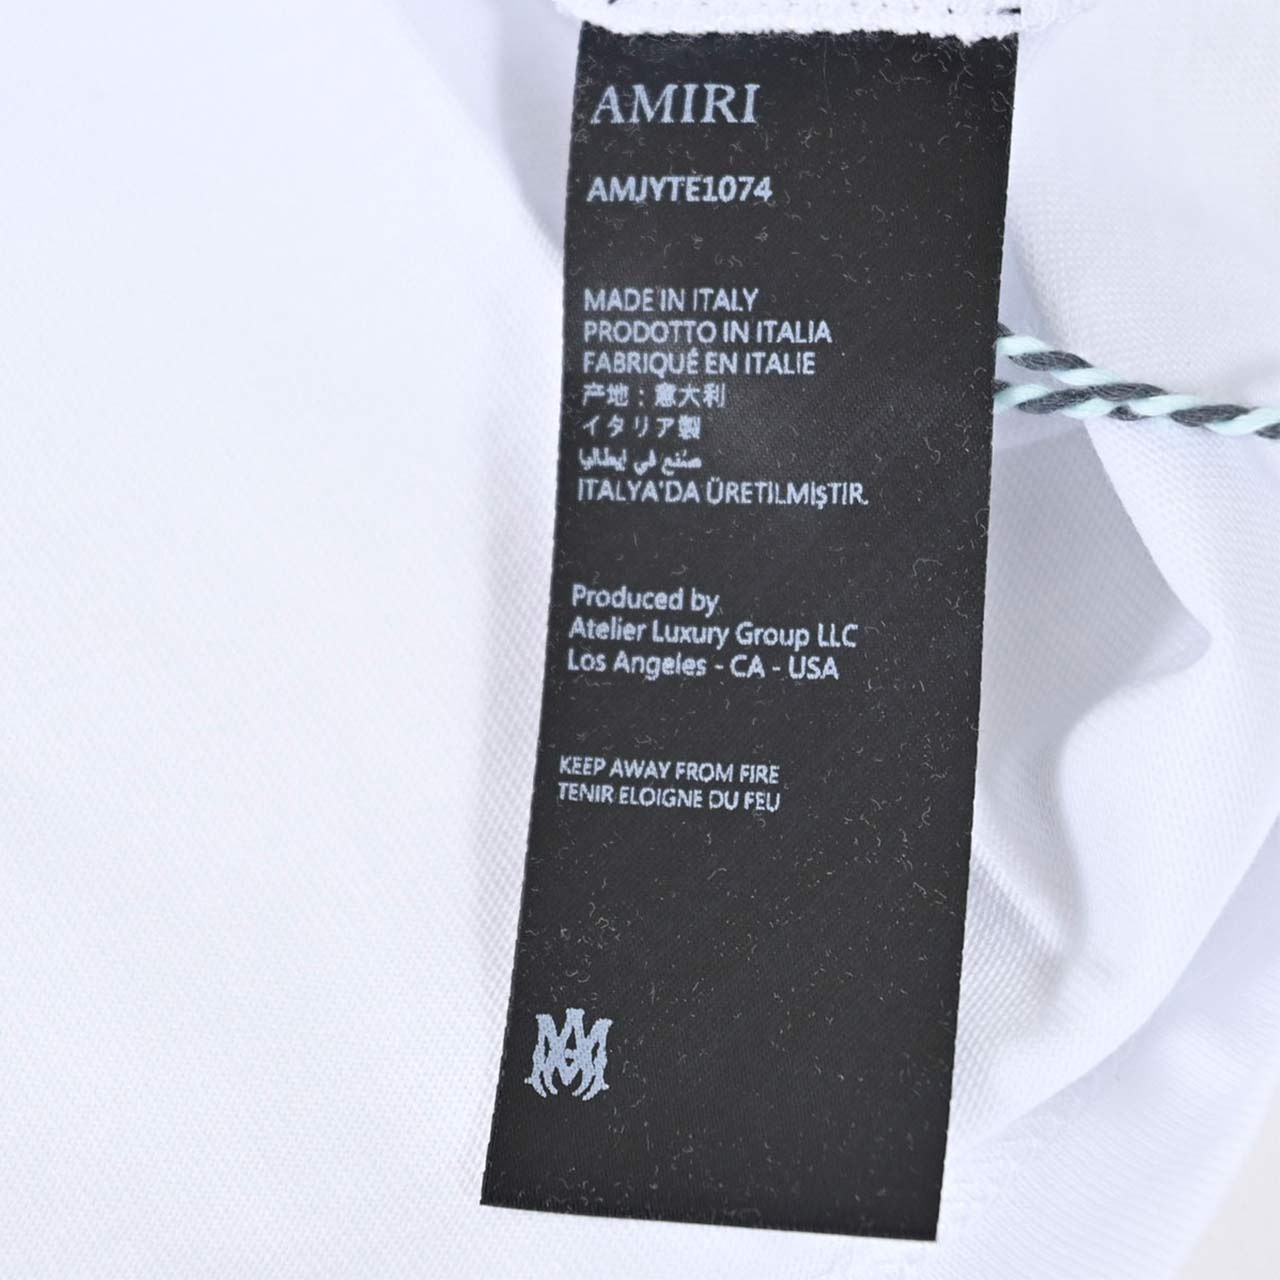 AMIRI
AMJYTE1074
MADE IN ITALY
PRODOTTO IN ITALIA
FABRIQUÉ EN ITALIE
产地：意大利
イタリア製
صنع في إيطاليا
ITALYA'DA ÜRETILMIŞTIR.
Produced by
Atelier Luxury Group LLC
Los Angeles - CA - USA
KEEP AWAY FROM FIRE
TENIR ELOIGNE DU FEU